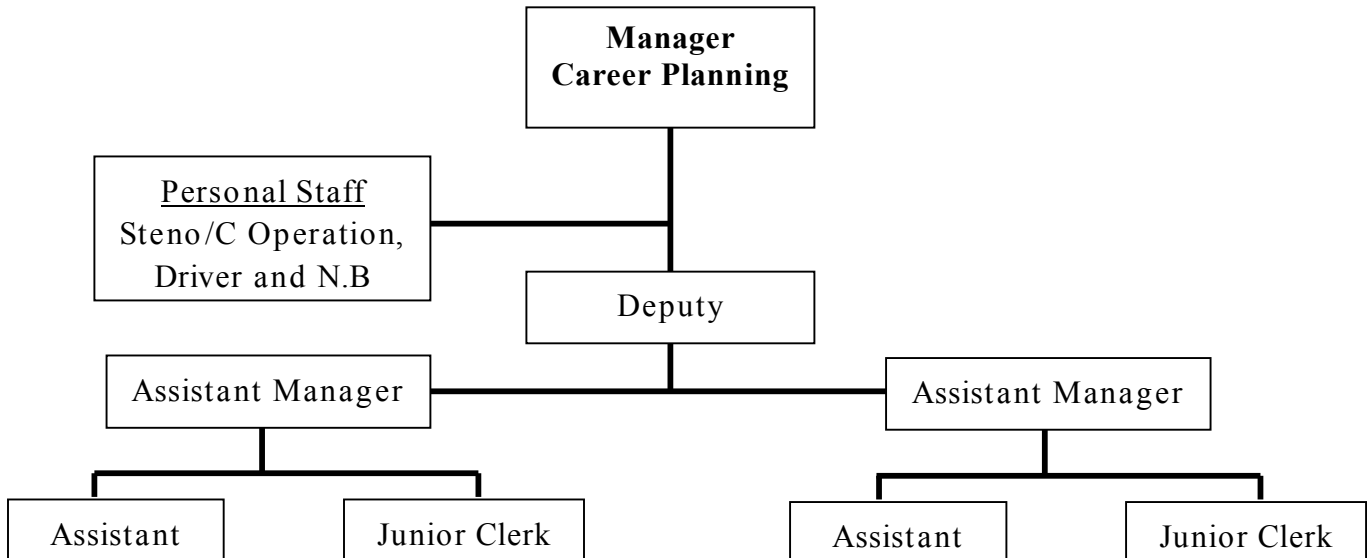 Manager
Career Planning
Personal Staff
Steno/C Operation,
Driver and N.B
Deputy
Assistant Manager
Assistant Manager
Assistant
Junior Clerk
Assistant
Junior Clerk